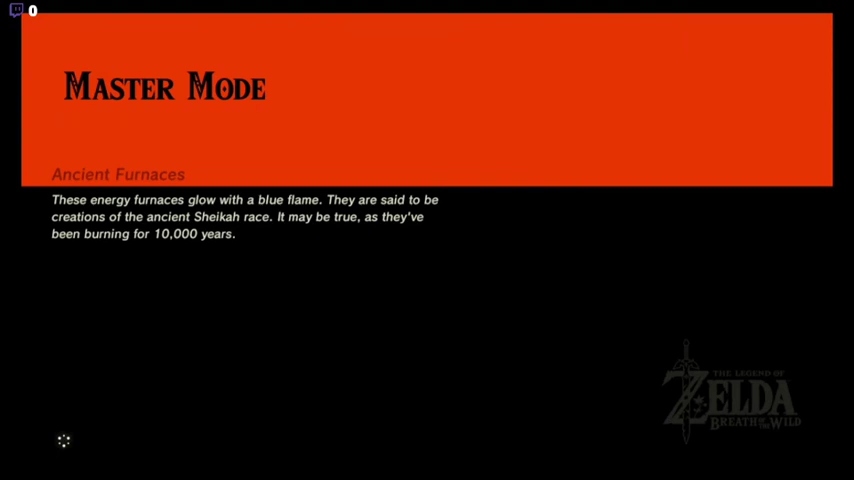 0
Master Mode
Ancient Furnaces
These energy furnaces glow with a blue flame. They are said to be
creations of the ancient Sheikah race. It may be true, as they've
been burning for 10,000 years.
THE LEGEND OF
ZELDA
BREATH OF THE WILD